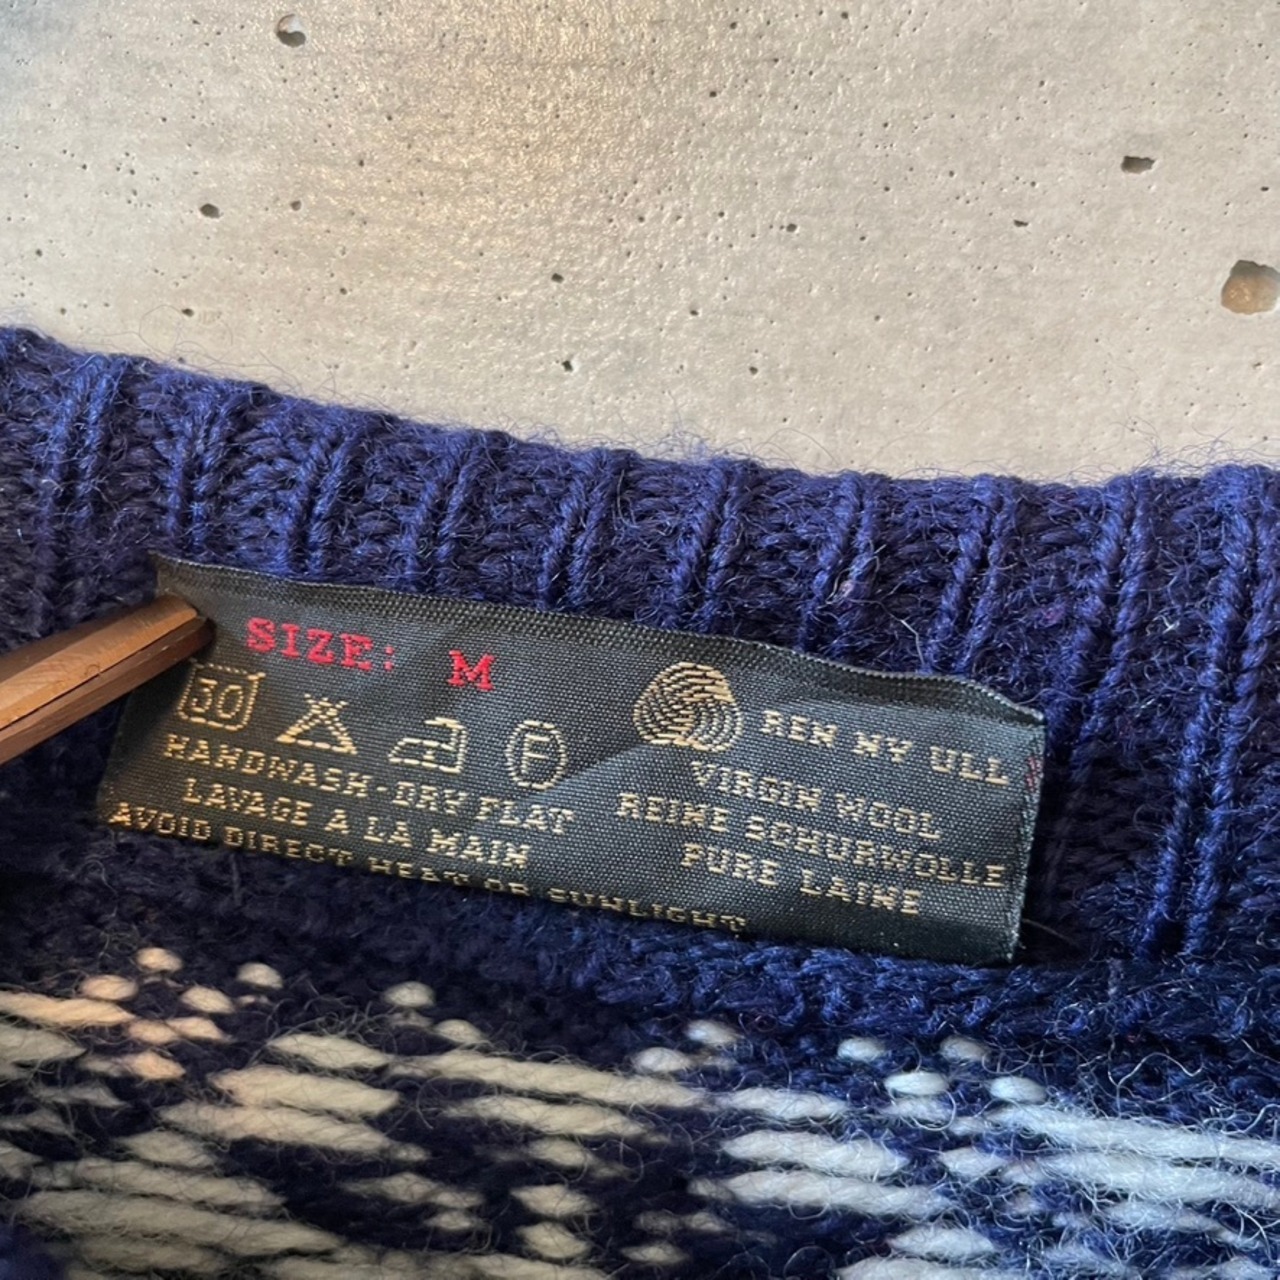 SIZE: M
30
F
HANDWASH-DRY FLAT
LAVAGE A LA MAIN
AVOID DIRECT HEAT OR SUNLIGHT
REN NY ULL
VIRGIN WOOL
REINE SCHURWOLLE
PURE LAINE